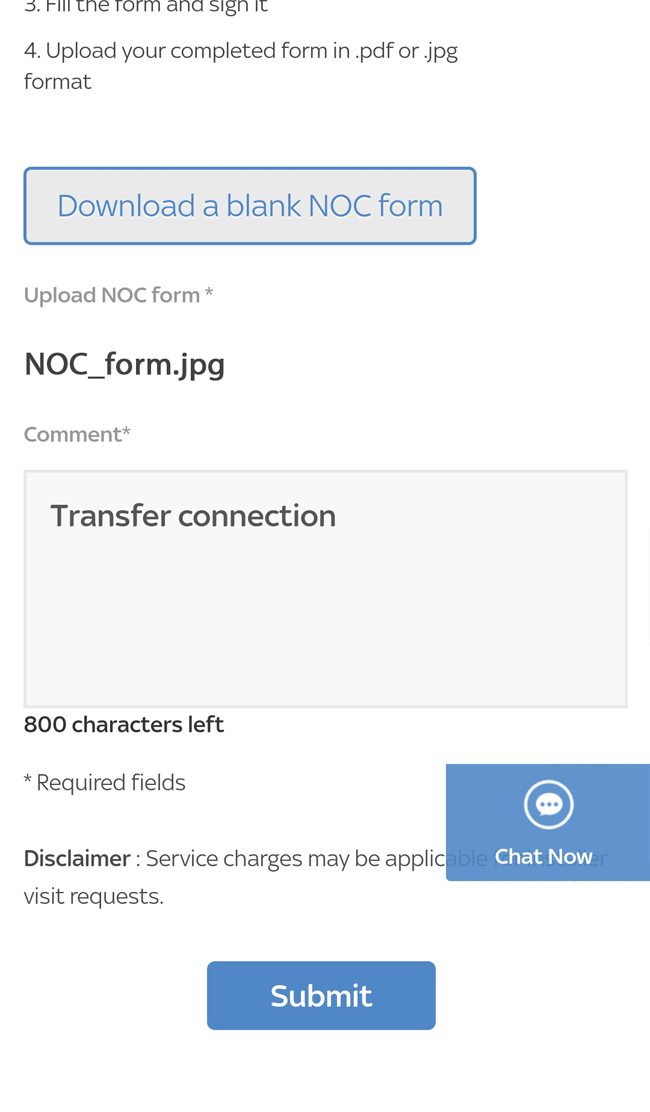 3. Fill the form and sign it
4. Upload your completed form in .pdf or .jpg
format
Download a blank NOC form
Upload NOC form *
NOC_form.jpg
Comment*
Transfer connection
800 characters left
* Required fields
Disclaimer : Service charges may be applicable
Chat Now
visit requests.
Submit